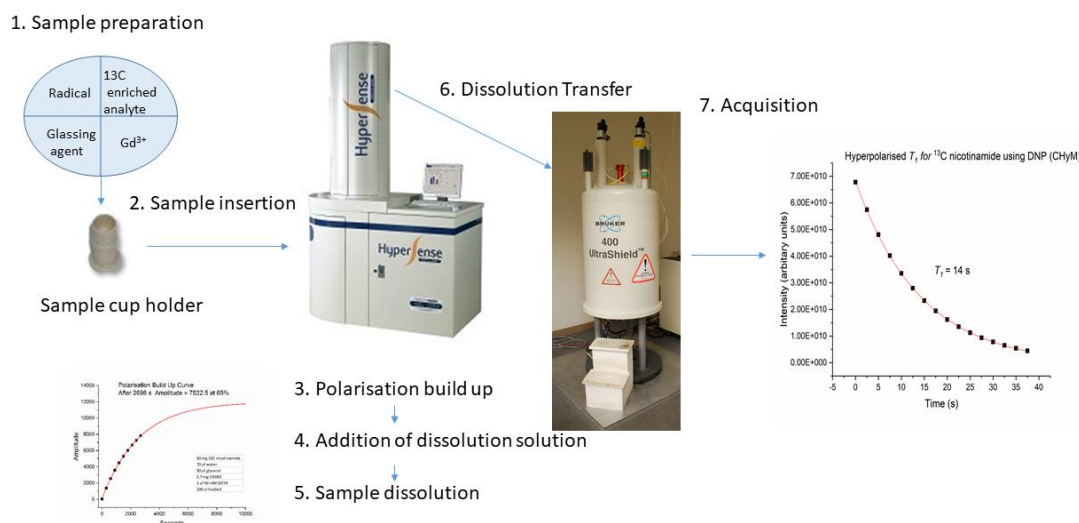 1. Sample preparation
Radical
13C
enriched
analyte
Glassing
agent
Gd³⁺
2. Sample insertion
Sample cup holder
HyperSense
HyperSense
6. Dissolution Transfer
BRUKER
400
UltraShield™
7. Acquisition
Hyperpolarised T₁ for ¹³C nicotinamide using DNP (CHyM)
Intensity (arbitary units)
7.00E+010
6.00E+010
5.00E+010
4.00E+010
3.00E+010
2.00E+010
1.00E+010
0.00E+000
T₁ = 14 s
-5 0 5 10 15 20 25 30 35 40
Time (s)
Polarisation Build Up Curve
After 2696 s Amplitude = 7822.5 at 65%
Amplitude
14000
12000
10000
8000
6000
4000
2000
0
0 2000 4000 6000 8000 10000
Seconds
3. Polarisation build up
4. Addition of dissolution solution
5. Sample dissolution